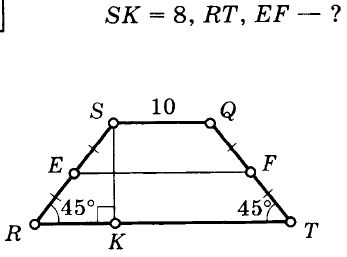 SK = 8, RT, EF — ?
S 10 Q
E F
45° 45°
R K T